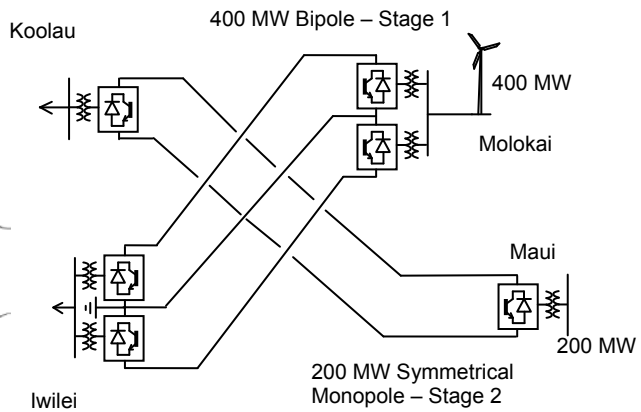 Koolau
400 MW Bipole – Stage 1
400 MW
Molokai
Maui
200 MW
200 MW Symmetrical
Monopole – Stage 2
Iwilei